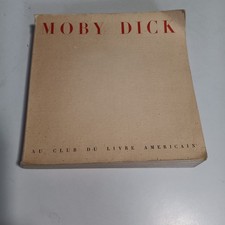 MOBY DICK
AU CLUB DU LIVRE AMERICAIN